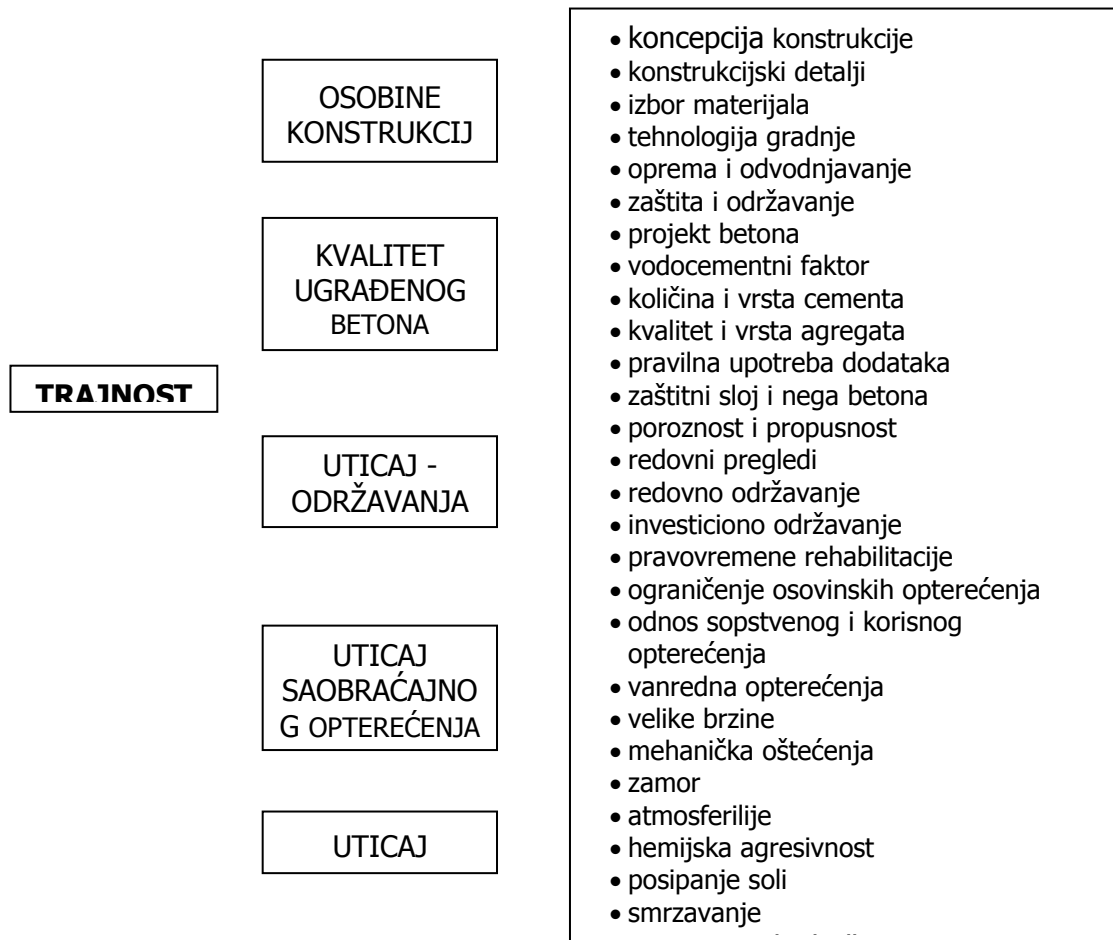 TRAJNOST
OSOBINE
KONSTRUKCIJ
KVALITET
UGRAĐENOG
BETONA
UTICAJ -
ODRŽAVANJA
UTICAJ
SAOBRAĆAJNO
G OPTEREĆENJA
UTICAJ
• koncepcija konstrukcije
• konstrukcijski detalji
• izbor materijala
• tehnologija gradnje
• oprema i odvodnjavanje
• zaštita i održavanje
• projekt betona
• vodocementni faktor
• količina i vrsta cementa
• kvalitet i vrsta agregata
• pravilna upotreba dodataka
• zaštitni sloj i nega betona
• poroznost i propusnost
• redovni pregledi
• redovno održavanje
• investiciono održavanje
• pravovremene rehabilitacije
• ograničenje osovinskih opterećenja
• odnos sopstvenog i korisnog
opterećenja
• vanredna opterećenja
• velike brzine
• mehanička oštećenja
• zamor
• atmosferilije
• hemijska agresivnost
• posipanje soli
• smrzavanje